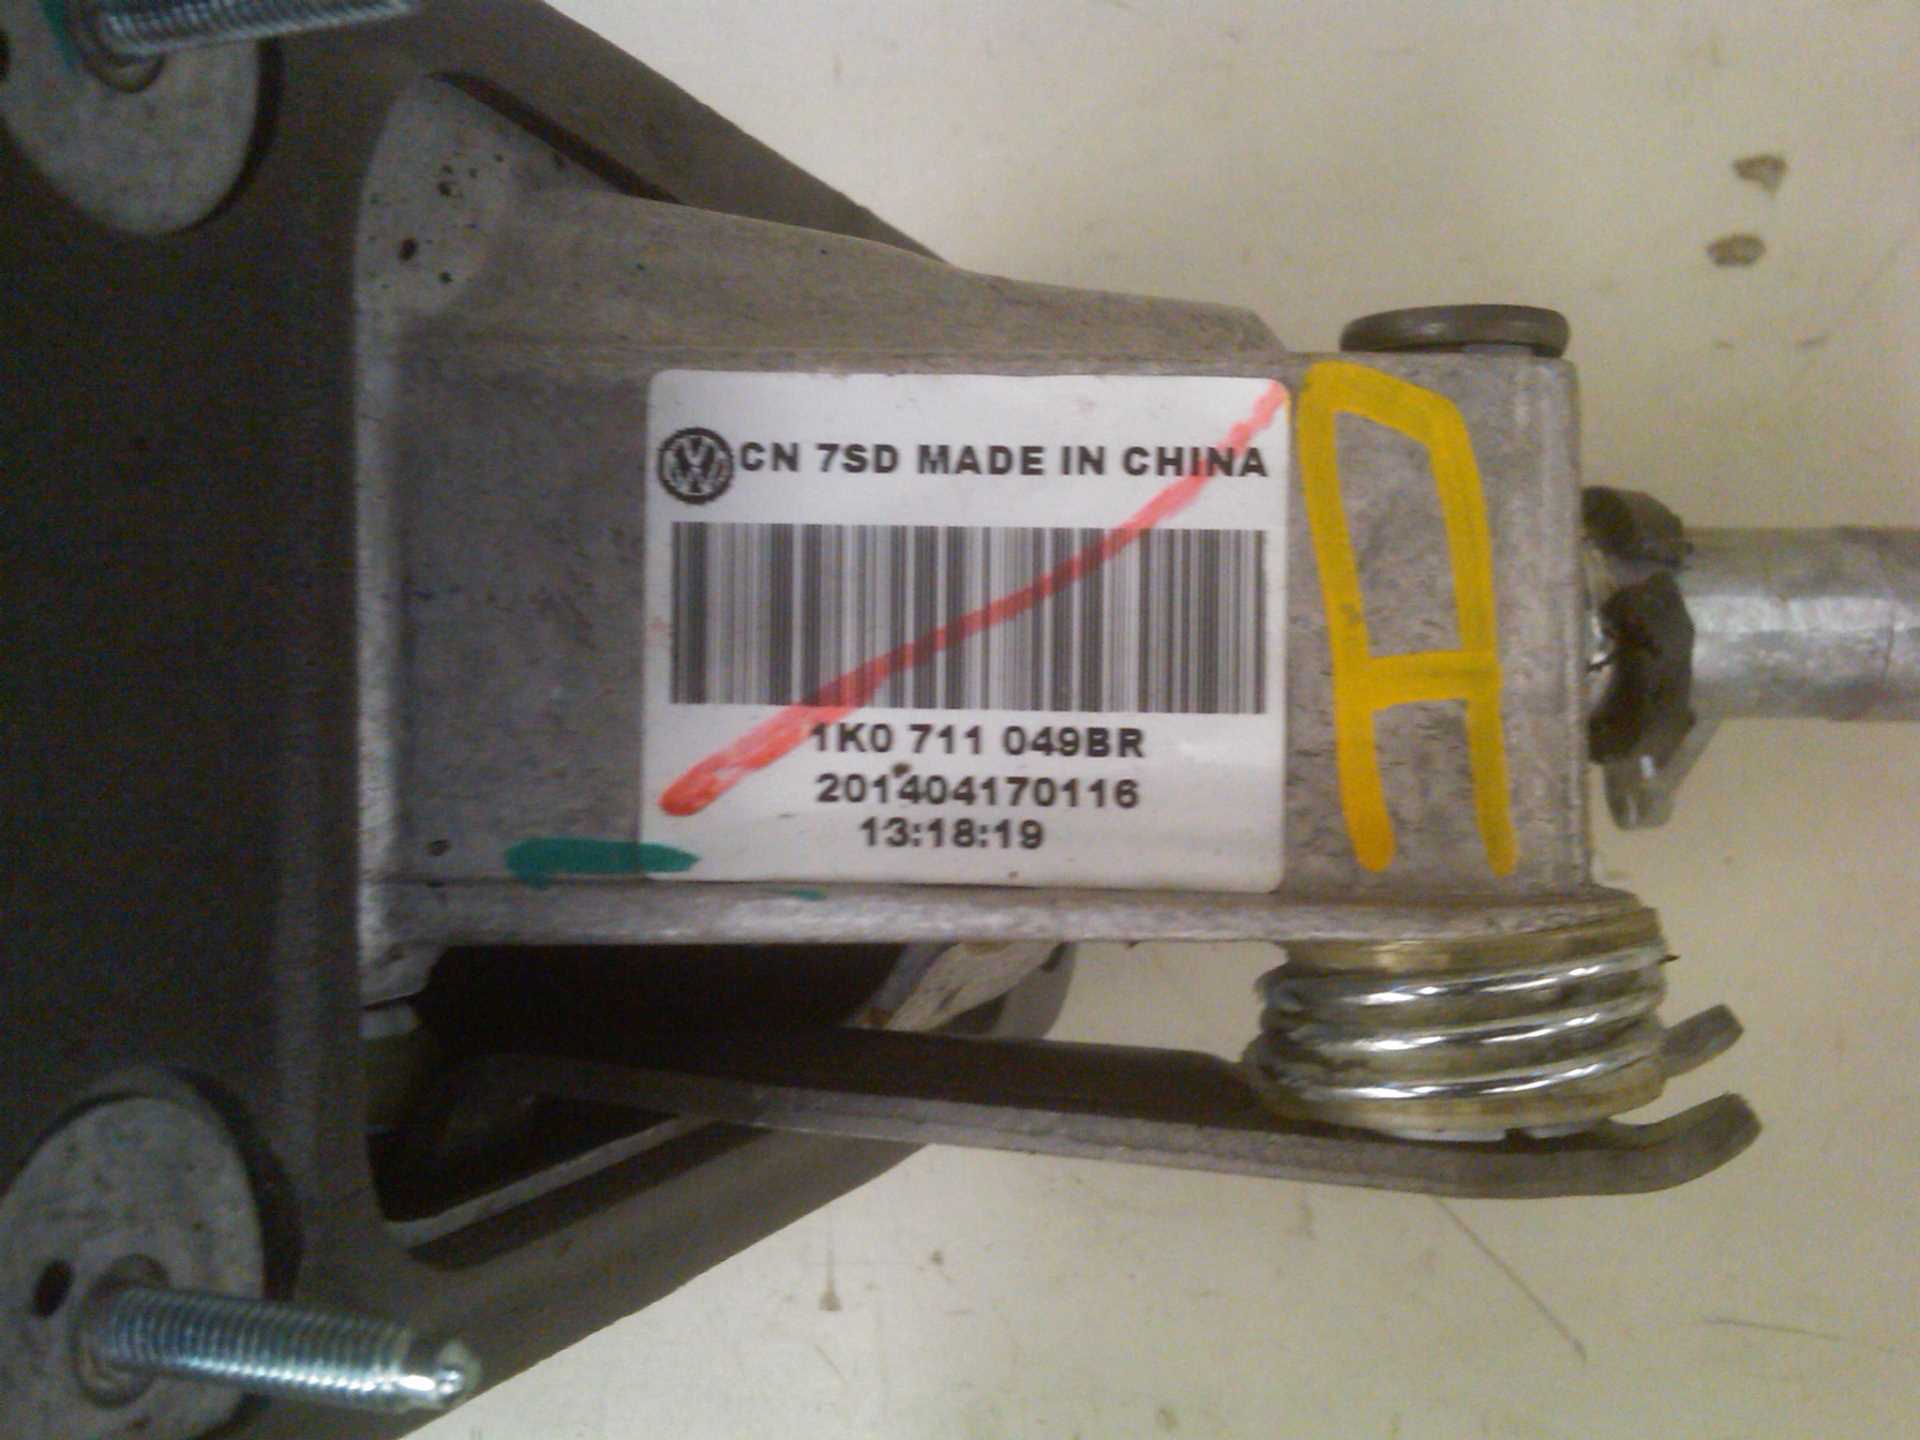 CN 7SD MADE IN CHINA
1K0 711 049BR
201404170116
13:18:19
A